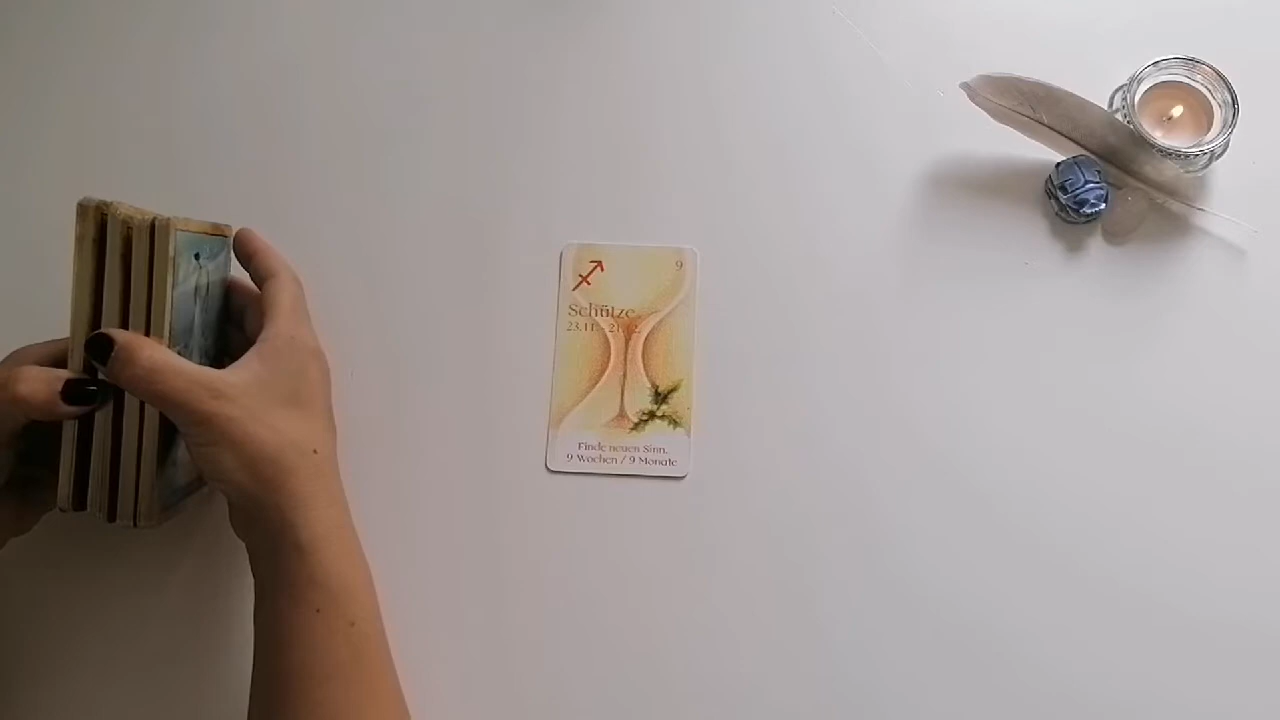 9
Schütze
23.11. - 21.12.
Finde neuen Sinn.
9 Wochen / 9 Monate